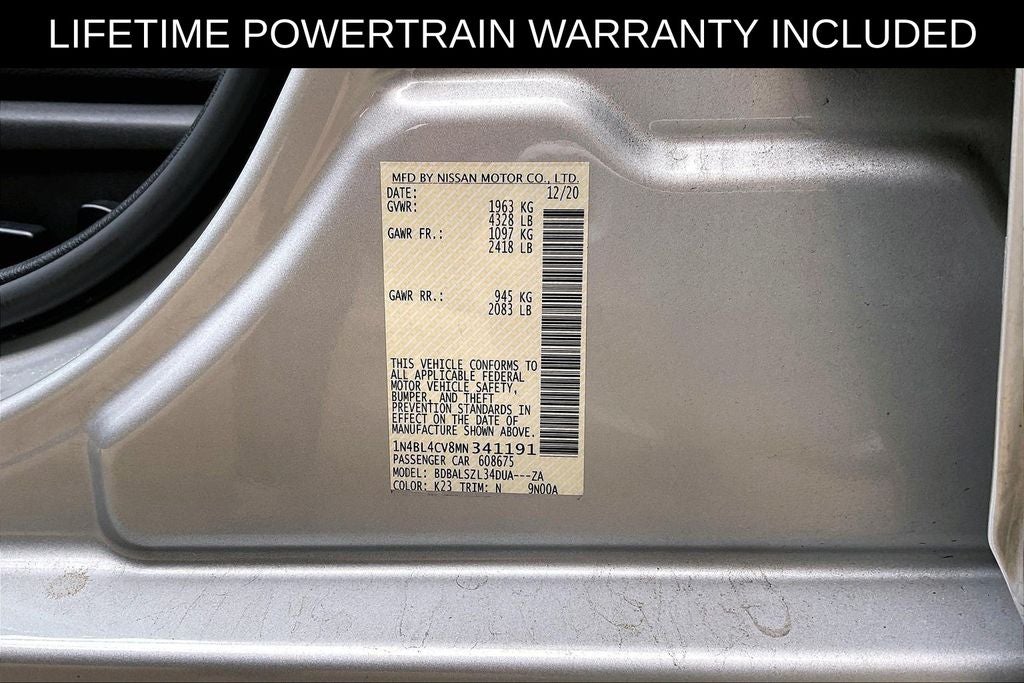 LIFETIME POWERTRAIN WARRANTY INCLUDED
MFD BY NISSAN MOTOR CO., LTD.
DATE: 12/20
GVWR: 1963 KG
4328 LB
GAWR FR.: 1097 KG
2418 LB
GAWR RR.: 945 KG
2083 LB
THIS VEHICLE CONFORMS TO
ALL APPLICABLE FEDERAL
MOTOR VEHICLE SAFETY,
BUMPER, AND THEFT
PREVENTION STANDARDS IN
EFFECT ON THE DATE OF
MANUFACTURE SHOWN ABOVE.
1N4BL4CV8MN341191
PASSENGER CAR 608675
MODEL: BDBALSZL34DUA---ZA
COLOR: K23 TRIM: N 9N00A